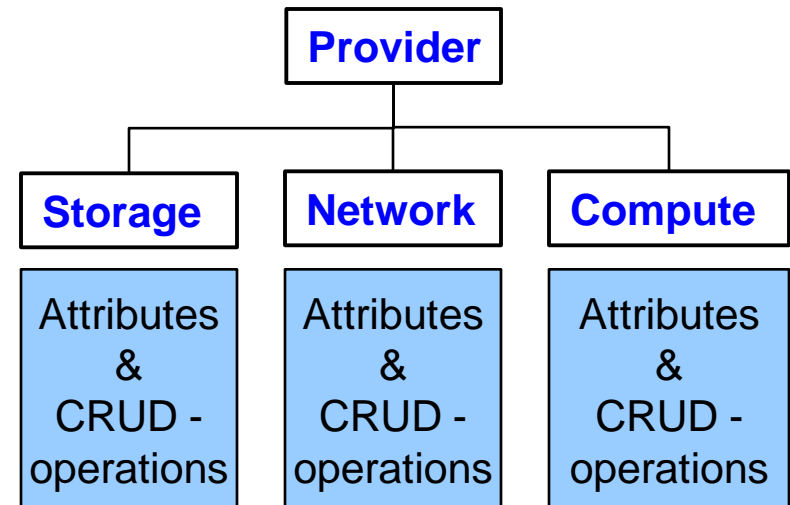 Provider
Storage
Network
Compute
Attributes
&
CRUD -
operations
Attributes
&
CRUD -
operations
Attributes
&
CRUD -
operations